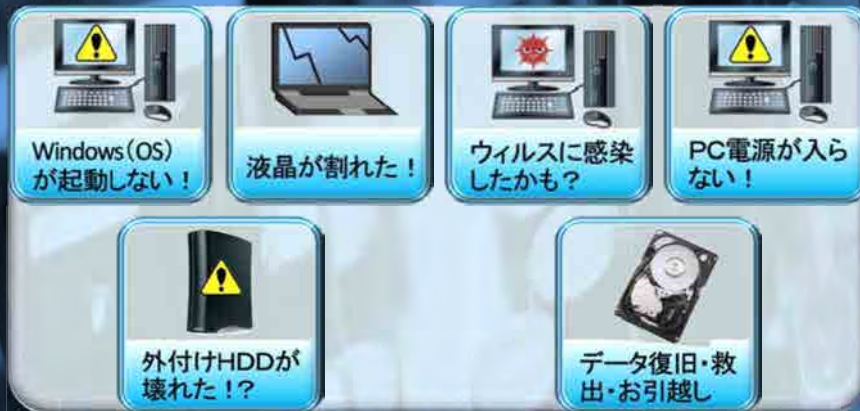 Windows(OS)
が起動しない!
液晶が割れた!
ウィルスに感染
したかも?
PC電源が入ら
ない!
外付けHDDが
壊れた!?
データ復旧・救
出・お引越し